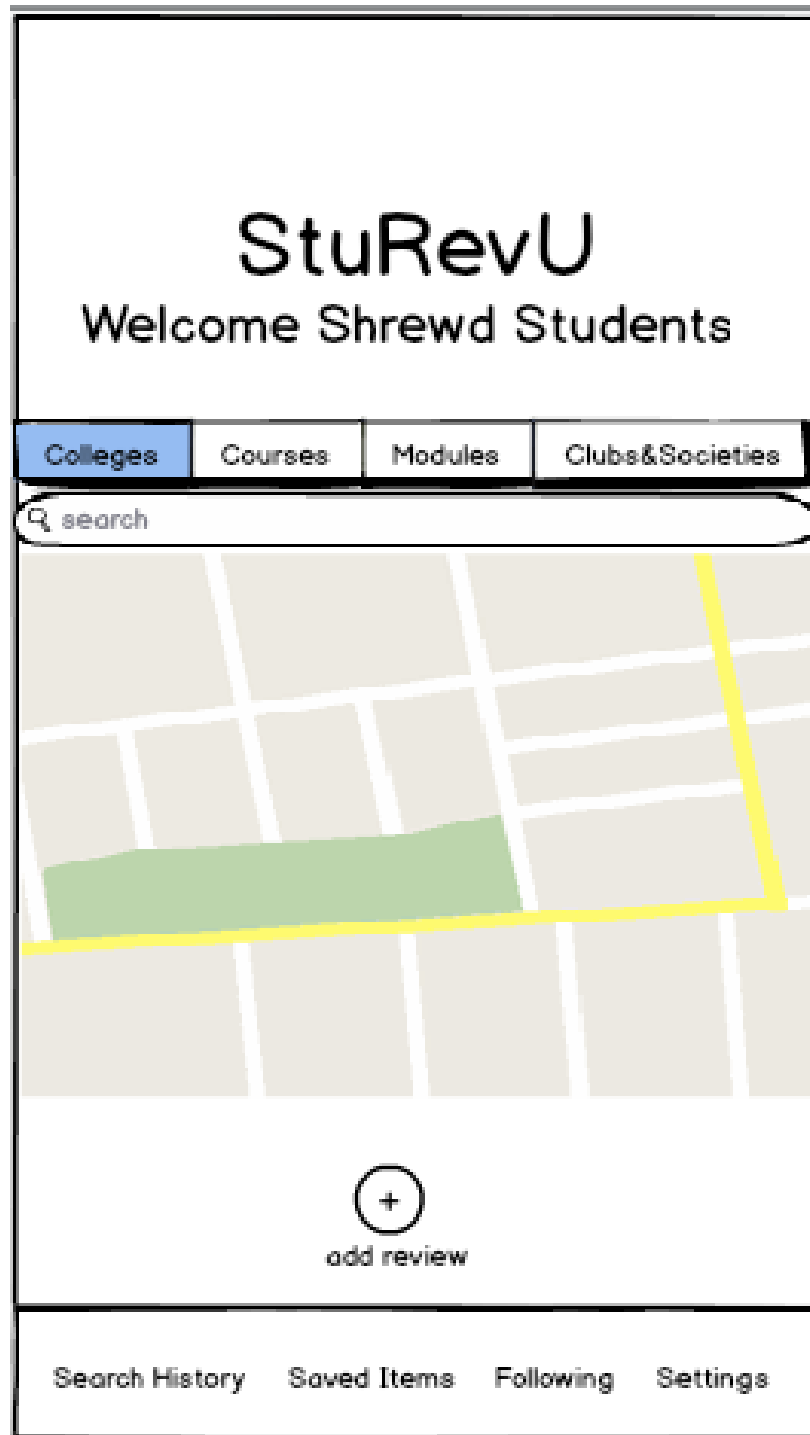 StuRevU
Welcome Shrewd Students
Colleges Courses Modules Clubs&Societies
search
+
add review
Search History Saved Items Following Settings